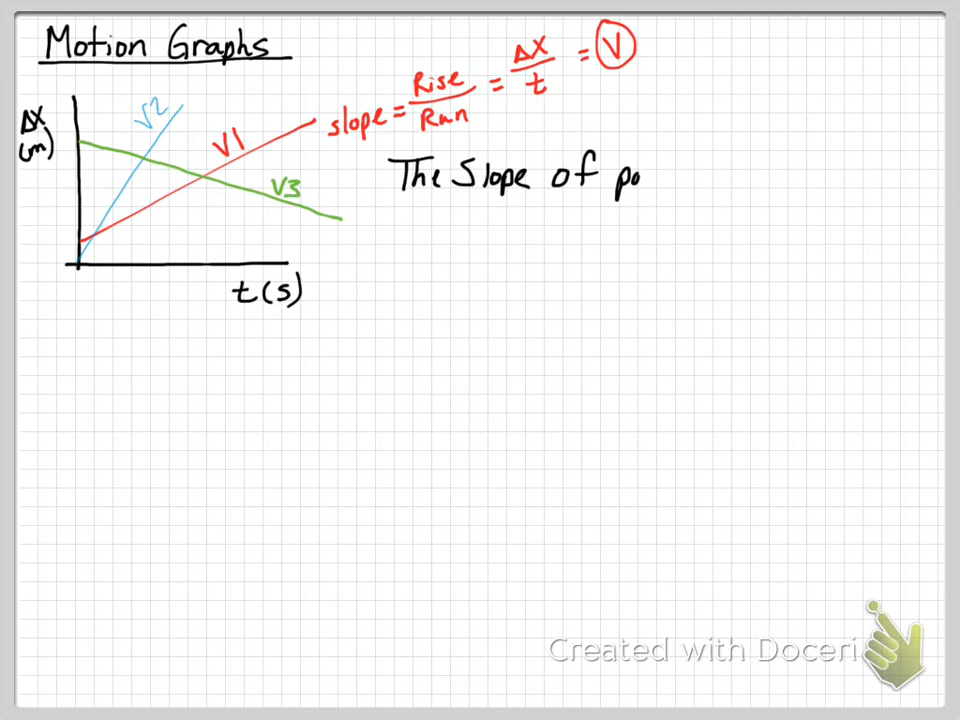 Motion Graphs
slope = Rise / Run = ΔX / t = V
ΔX
(m)
V2
V1
V3
The Slope of po
t(s)
Created with Doceri